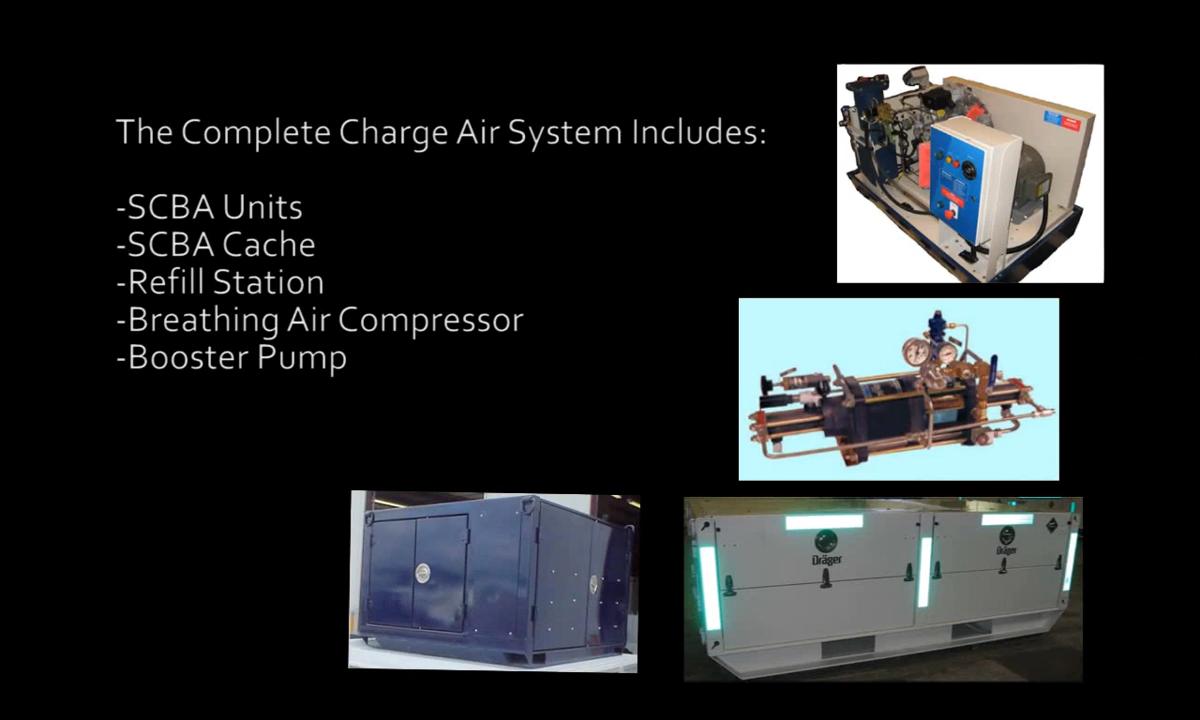 The Complete Charge Air System Includes:
-SCBA Units
-SCBA Cache
-Refill Station
-Breathing Air Compressor
-Booster Pump
Dräger
Dräger